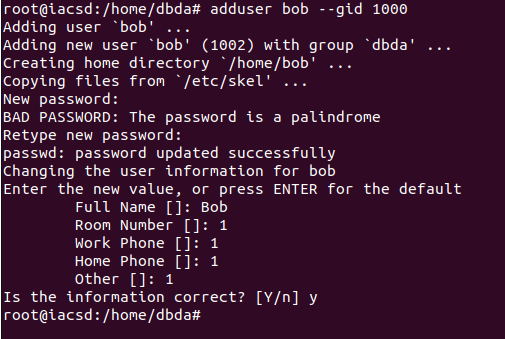 root@iacsd:/home/dbda# adduser bob --gid 1000
Adding user `bob' ...
Adding new user `bob' (1002) with group `dbda' ...
Creating home directory `/home/bob' ...
Copying files from `/etc/skel' ...
New password:
BAD PASSWORD: The password is a palindrome
Retype new password:
passwd: password updated successfully
Changing the user information for bob
Enter the new value, or press ENTER for the default
        Full Name []: Bob
        Room Number []: 1
        Work Phone []: 1
        Home Phone []: 1
        Other []: 1
Is the information correct? [Y/n] y
root@iacsd:/home/dbda#